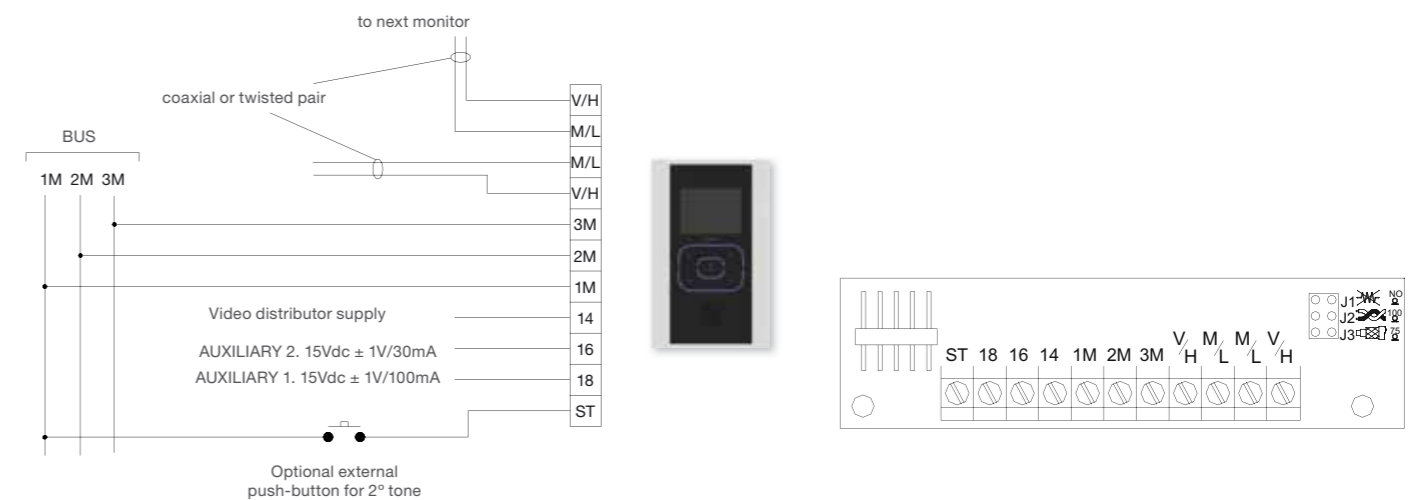 to next monitor
coaxial or twisted pair
BUS
1M 2M 3M
V/H
M/L
M/L
V/H
3M
2M
1M
14
16
18
ST
Video distributor supply
AUXILIARY 2. 15Vdc ± 1V/30mA
AUXILIARY 1. 15Vdc ± 1V/100mA
Optional external
push-button for 2º tone
ST 18 16 14 1M 2M 3M V/H M/L M/L V/H
J1 NO
J2 100
J3 75